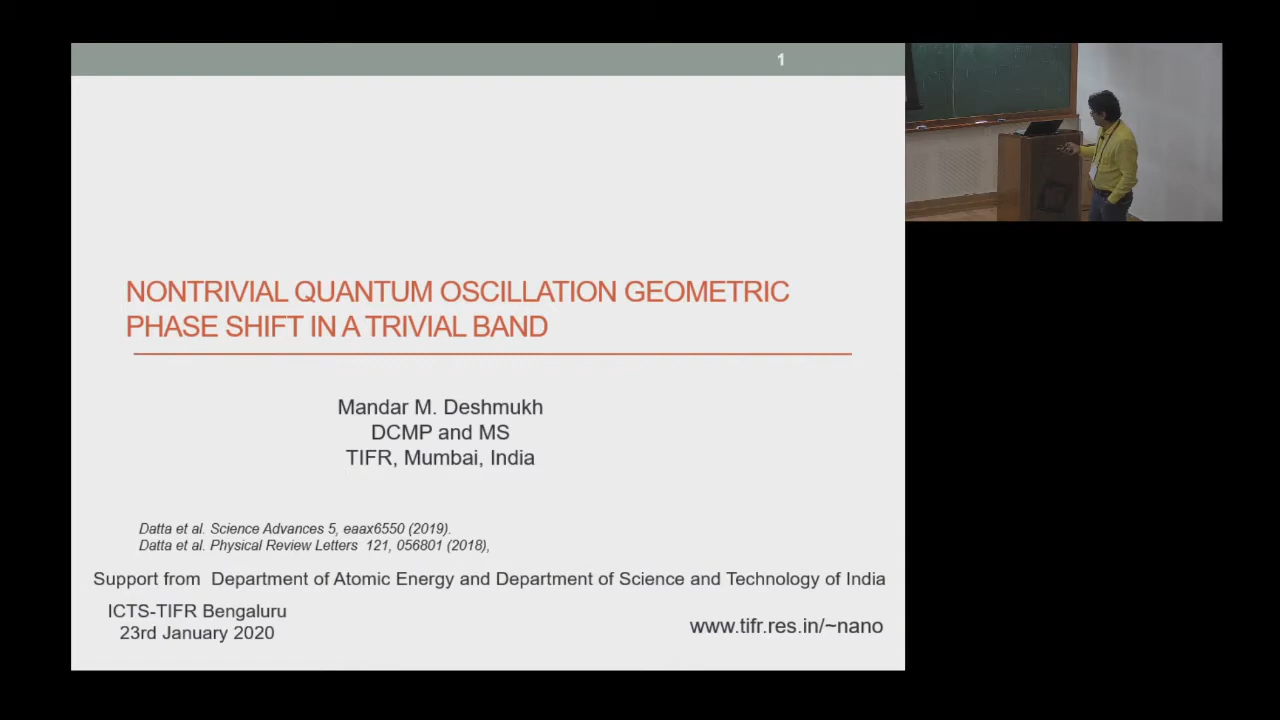 1
NONTRIVIAL QUANTUM OSCILLATION GEOMETRIC
PHASE SHIFT IN A TRIVIAL BAND
Mandar M. Deshmukh
DCMP and MS
TIFR, Mumbai, India
Datta et al. Science Advances 5, eaax6550 (2019).
Datta et al. Physical Review Letters 121, 056801 (2018),
Support from Department of Atomic Energy and Department of Science and Technology of India
ICTS-TIFR Bengaluru
23rd January 2020
www.tifr.res.in/~nano